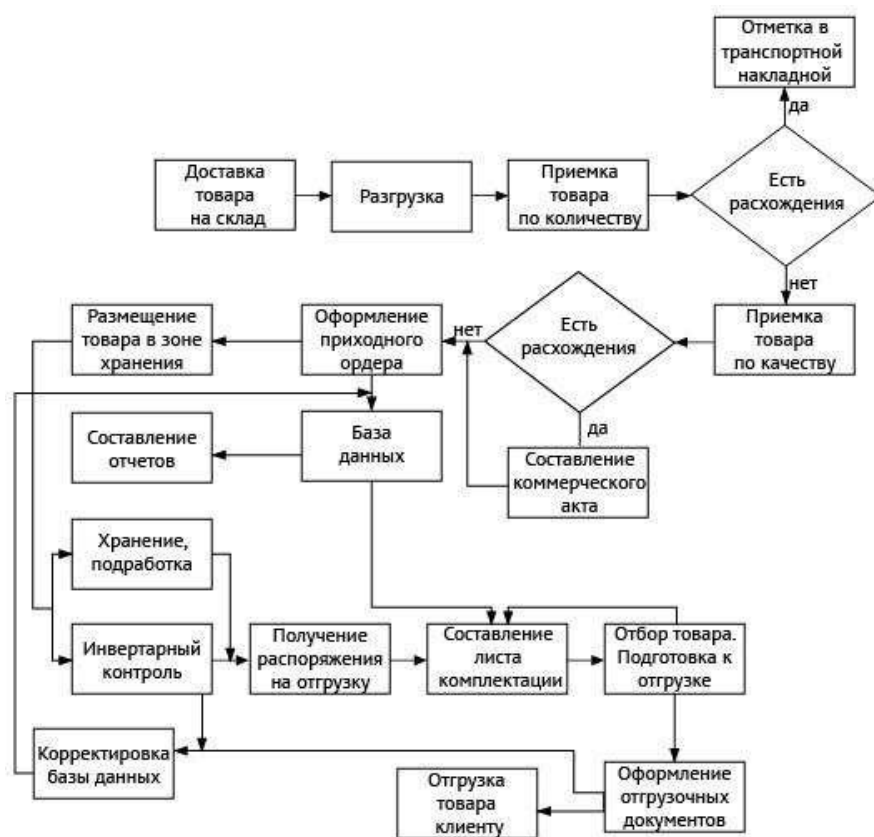 Отметка в
транспортной
накладной
да
Доставка
товара
на склад
Разгрузка
Приемка
товара
по количеству
Есть
расхождения
нет
Размещение
товара в зоне
хранения
Оформление
приходного
ордера
нет
Есть
расхождения
Приемка
товара
по качеству
да
Составление
отчетов
База
данных
Составление
коммерческого
акта
Хранение,
подработка
Инвертарный
контроль
Получение
распоряжения
на отгрузку
Составление
листа
комплектации
Отбор товара.
Подготовка к
отгрузке
Корректировка
базы данных
Отгрузка
товара
клиенту
Оформление
отгрузочных
документов